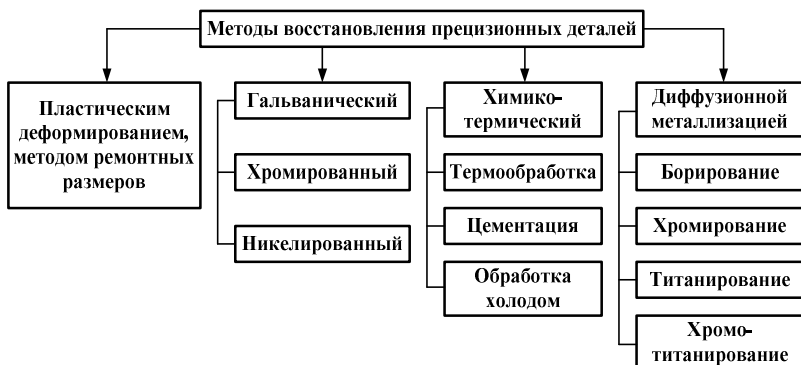 Методы восстановления прецизионных деталей
Пластическим
деформированием,
методом ремонтных
размеров
Гальванический
Хромированный
Никелированный
Химико-
термический
Термообработка
Цементация
Обработка
холодом
Диффузионной
металлизацией
Борирование
Хромирование
Титанирование
Хромо-
титанирование